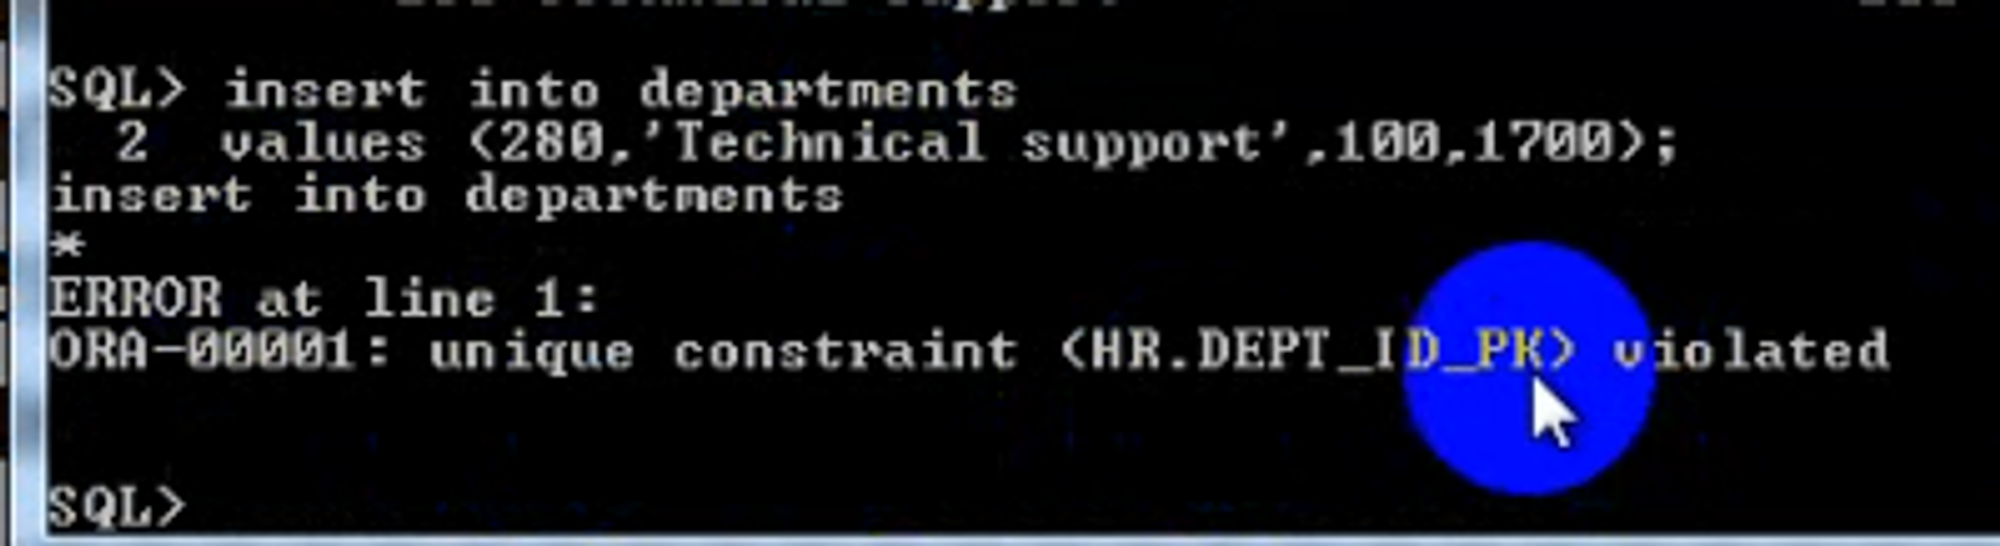 SQL> insert into departments
2 values (280,'Technical support',100,1700);
insert into departments
*
ERROR at line 1:
ORA-00001: unique constraint (HR.DEPT_ID_PK) violated
SQL>